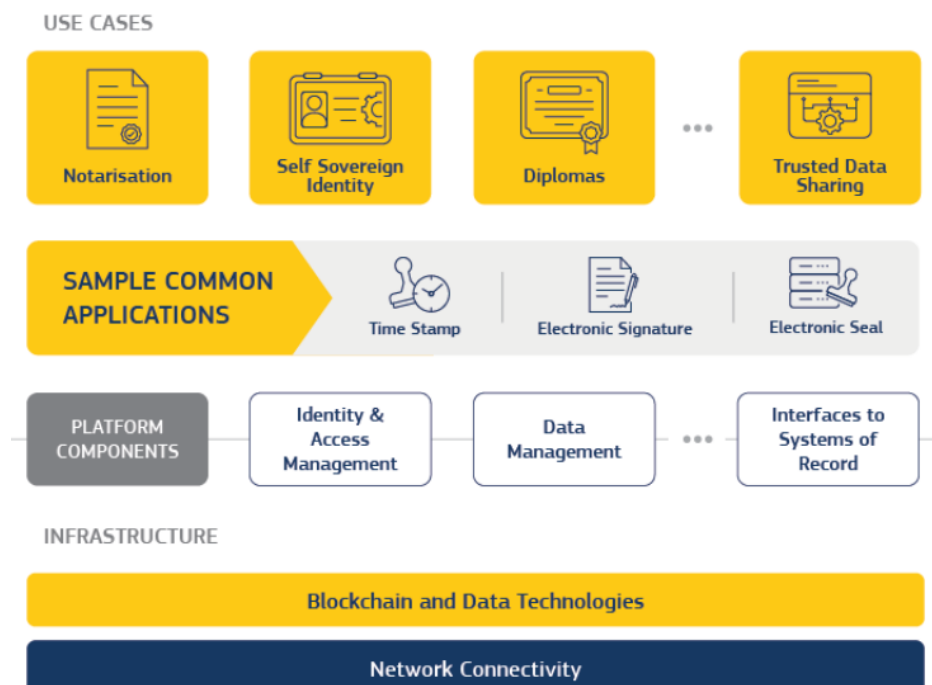 USE CASES
Notarisation
Self Sovereign
Identity
Diplomas
...
Trusted Data
Sharing
SAMPLE COMMON
APPLICATIONS
Time Stamp
Electronic Signature
Electronic Seal
PLATFORM
COMPONENTS
Identity &
Access
Management
Data
Management
...
Interfaces to
Systems of
Record
INFRASTRUCTURE
Blockchain and Data Technologies
Network Connectivity